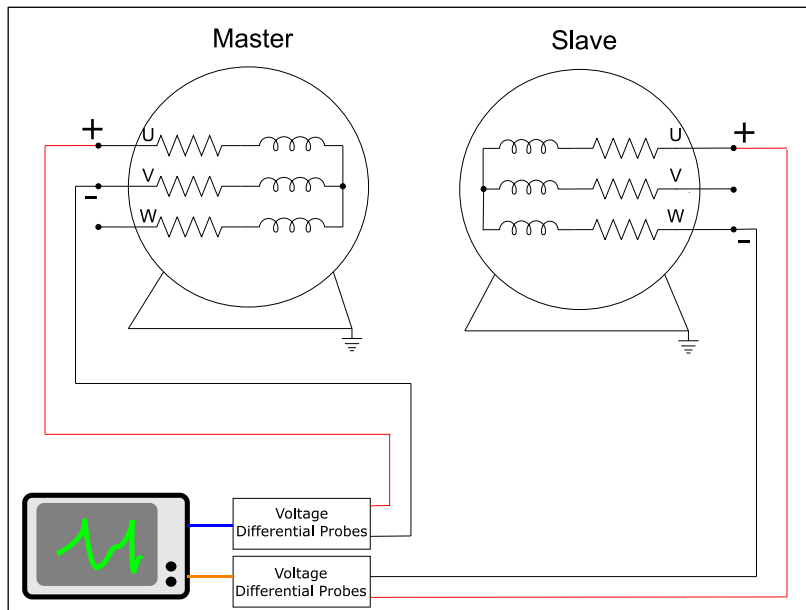 Master
Slave
+
U
V
-
W
U
+
V
W
-
Voltage
Differential Probes
Voltage
Differential Probes